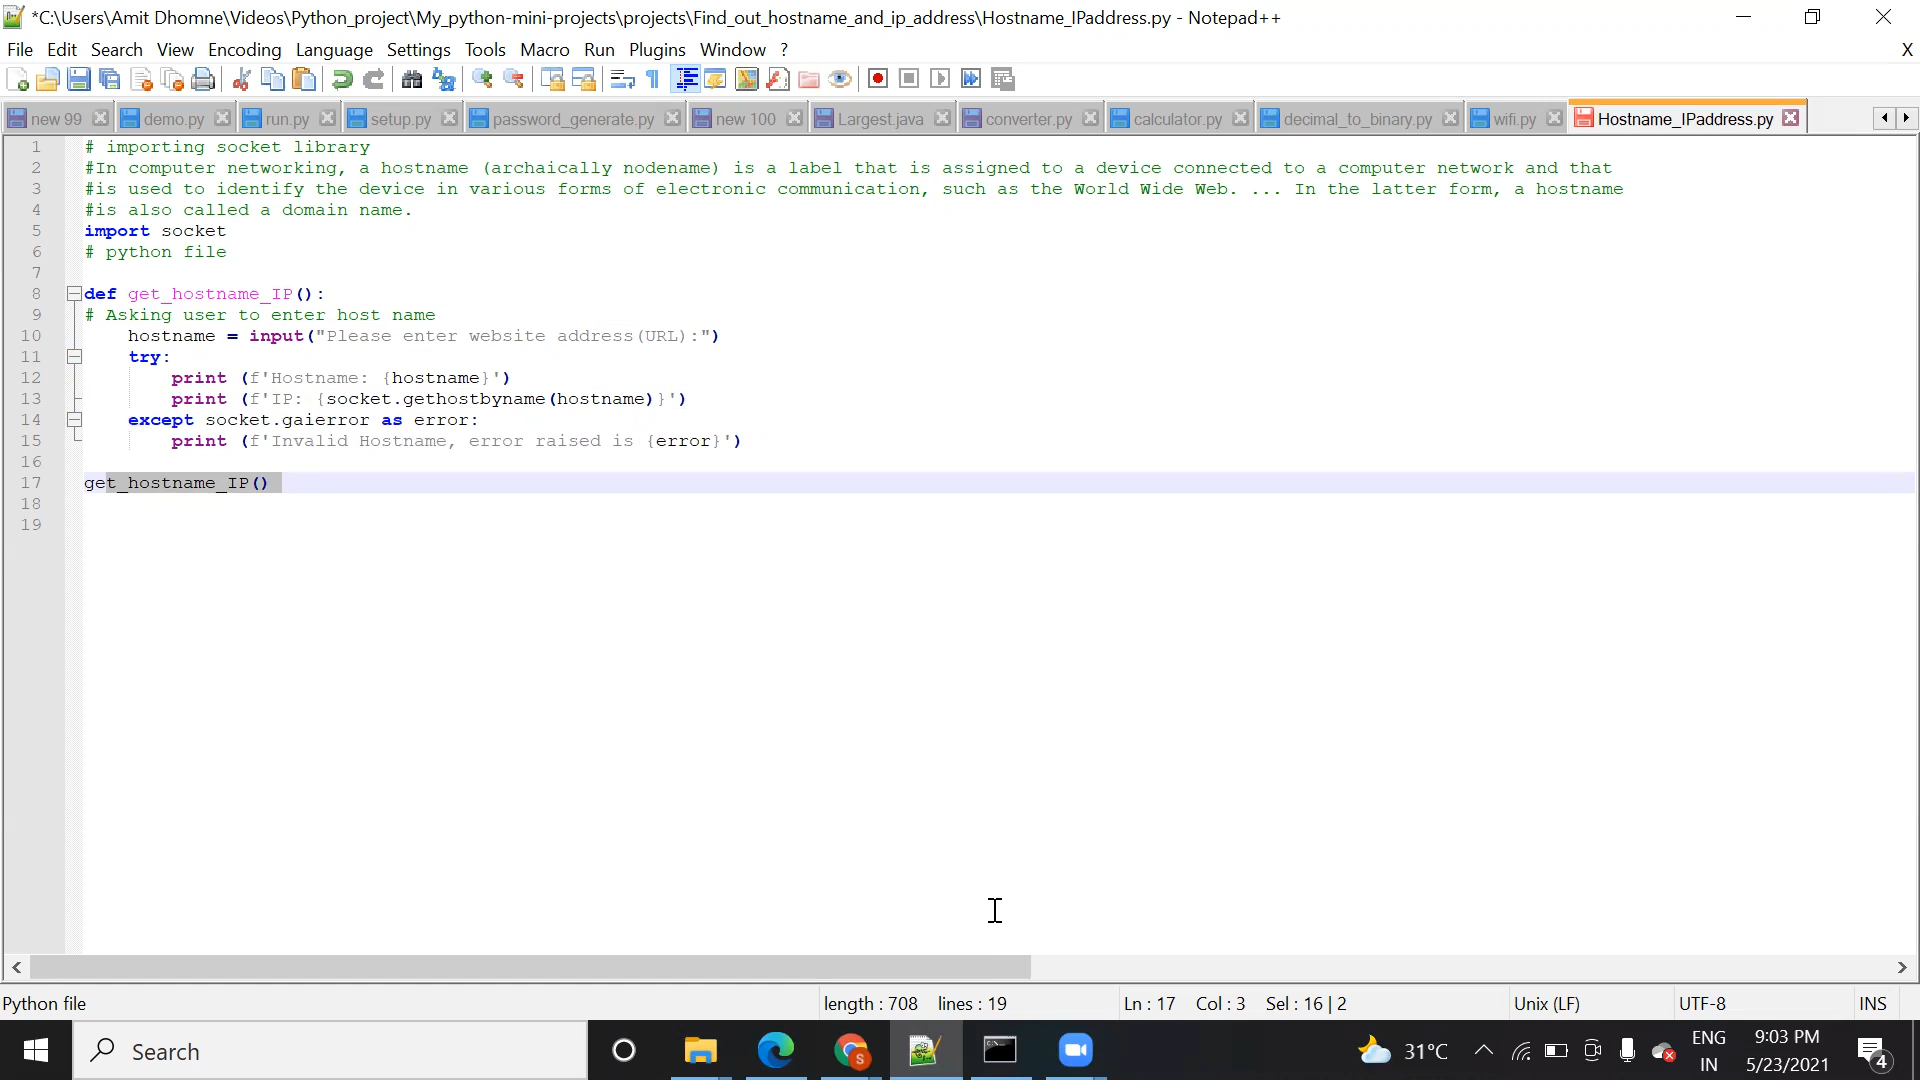 *C:\Users\Amit Dhomne\Videos\Python_project\My_python-mini-projects\projects\Find_out_hostname_and_ip_address\Hostname_IPaddress.py - Notepad++
File Edit Search View Encoding Language Settings Tools Macro Run Plugins Window ? X
new 99 demo.py run.py setup.py password_generate.py new 100 Largest.java converter.py calculator.py decimal_to_binary.py wifi.py Hostname_IPaddress.py
1 # importing socket library
2 #In computer networking, a hostname (archaically nodename) is a label that is assigned to a device connected to a computer network and that
3 #is used to identify the device in various forms of electronic communication, such as the World Wide Web. ... In the latter form, a hostname
4 #is also called a domain name.
5 import socket
6 # python file
7
8 def get_hostname_IP():
9 # Asking user to enter host name
10 hostname = input("Please enter website address(URL):")
11 try:
12 print (f'Hostname: {hostname}')
13 print (f'IP: {socket.gethostbyname(hostname)}')
14 except socket.gaierror as error:
15 print (f'Invalid Hostname, error raised is {error}')
16
17 get_hostname_IP()
18
19
Python file length : 708 lines : 19 Ln : 17 Col : 3 Sel : 16 | 2 Unix (LF) UTF-8 INS
Search 31°C ENG 9:03 PM
IN 5/23/2021 4